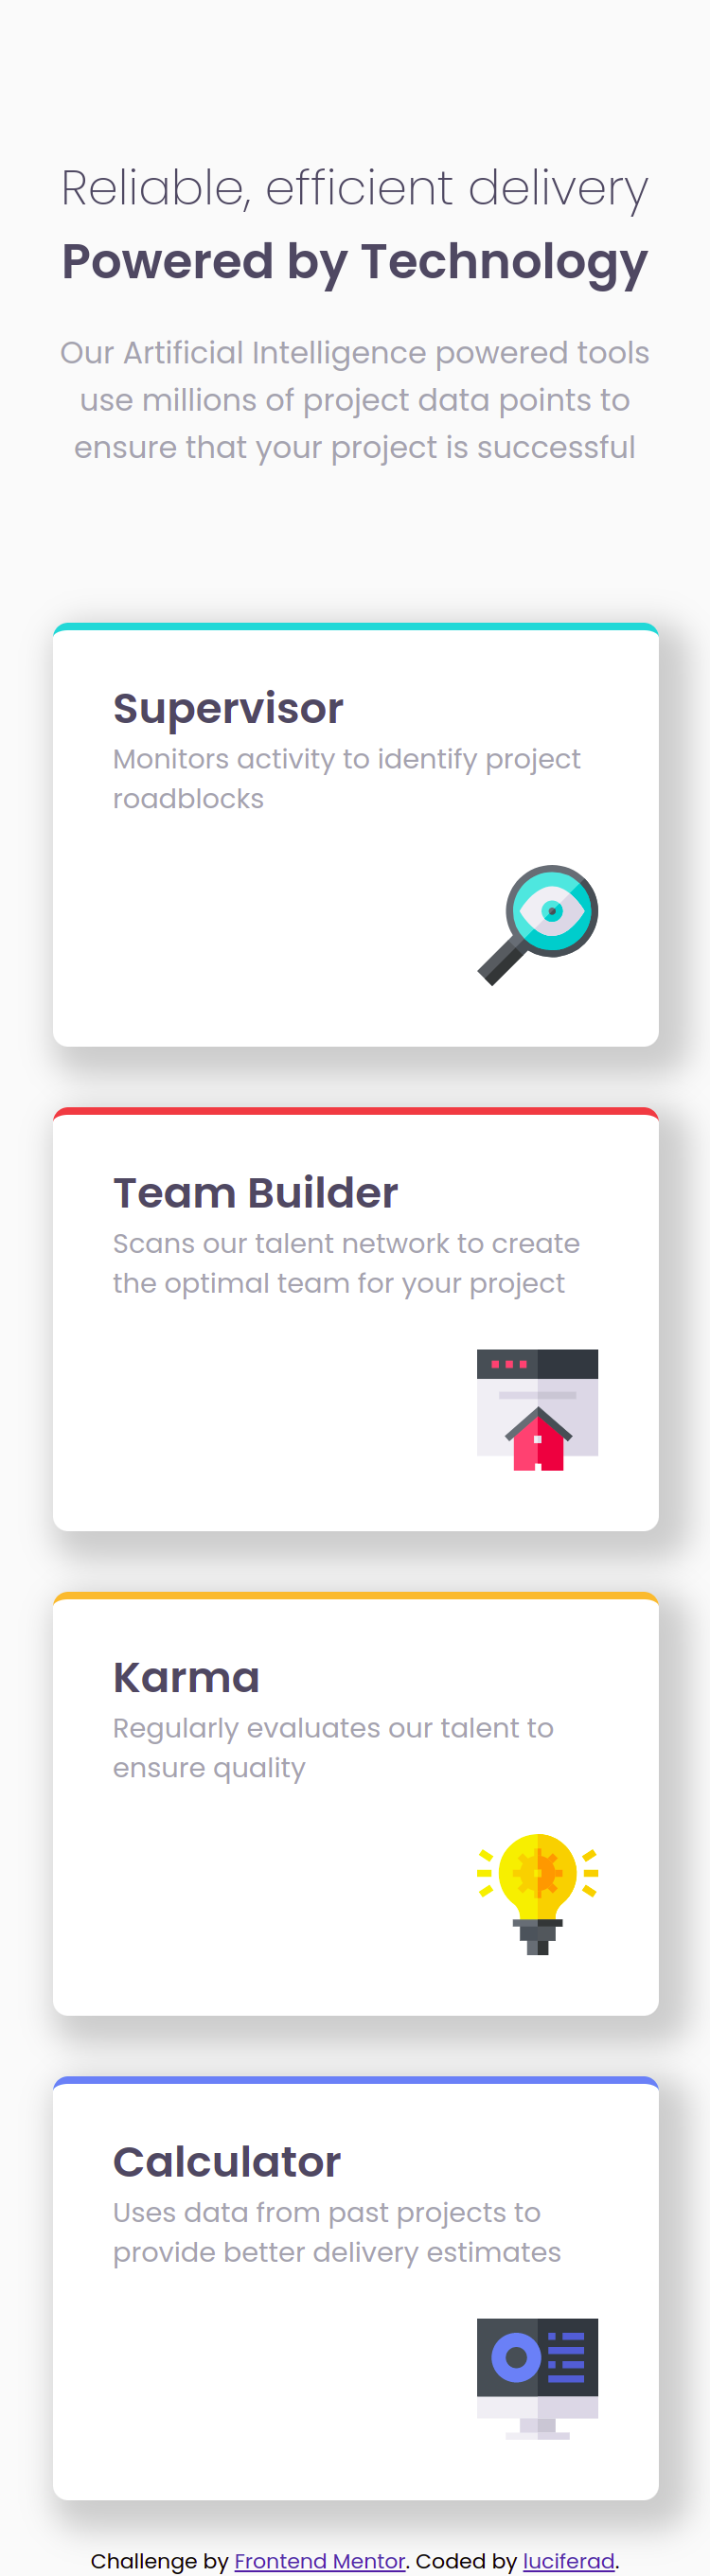 Reliable, efficient delivery
Powered by Technology
Our Artificial Intelligence powered tools
use millions of project data points to
ensure that your project is successful
Supervisor
Monitors activity to identify project
roadblocks
Team Builder
Scans our talent network to create
the optimal team for your project
Karma
Regularly evaluates our talent to
ensure quality
Calculator
Uses data from past projects to
provide better delivery estimates
Challenge by Frontend Mentor. Coded by luciferad.